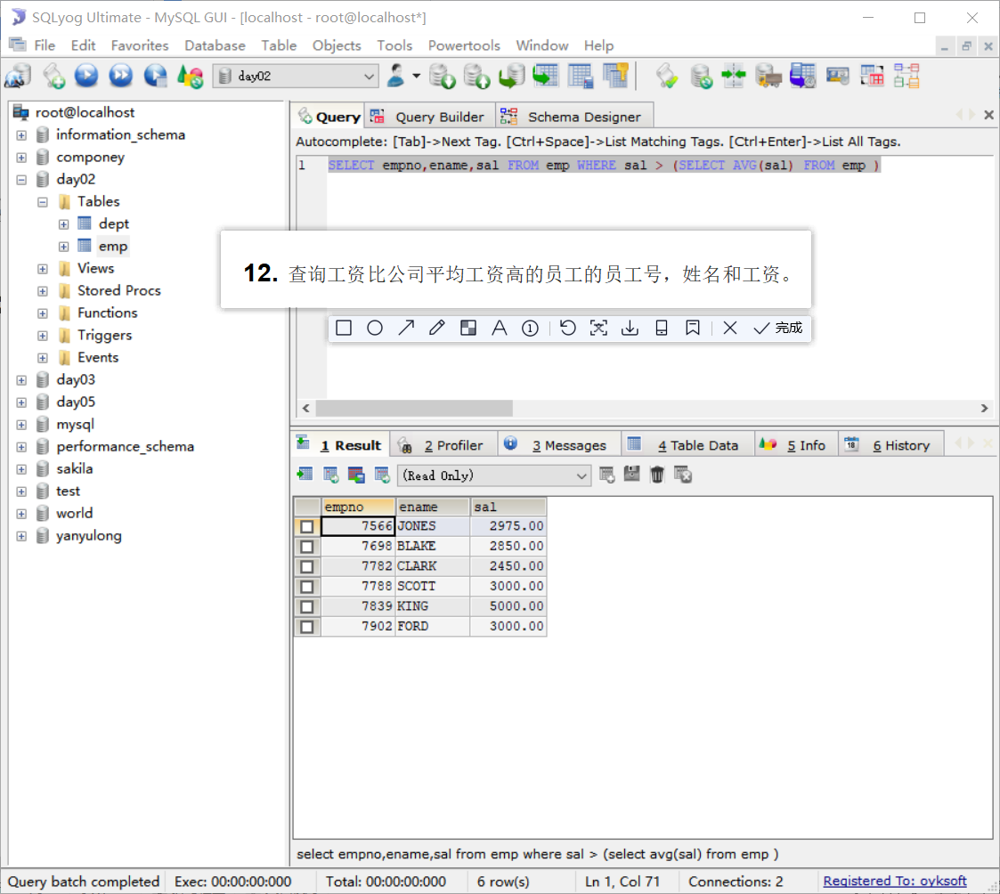 SQLyog Ultimate - MySQL GUI - [localhost - root@localhost*]
File Edit Favorites Database Table Objects Tools Powertools Window Help
day02
root@localhost
information_schema
componey
day02
Tables
dept
emp
Views
Stored Procs
Functions
Triggers
Events
day03
day05
mysql
performance_schema
sakila
test
world
yanyulong
Query Query Builder Schema Designer
Autocomplete: [Tab]->Next Tag. [Ctrl+Space]->List Matching Tags. [Ctrl+Enter]->List All Tags.
1 SELECT empno,ename,sal FROM emp WHERE sal > (SELECT AVG(sal) FROM emp )
12. 查询工资比公司平均工资高的员工的员工号，姓名和工资。
完成
1 Result 2 Profiler 3 Messages 4 Table Data 5 Info 6 History
(Read Only)
empno ename sal
7566 JONES 2975.00
7698 BLAKE 2850.00
7782 CLARK 2450.00
7788 SCOTT 3000.00
7839 KING 5000.00
7902 FORD 3000.00
select empno,ename,sal from emp where sal > (select avg(sal) from emp )
Query batch completed Exec: 00:00:00:000 Total: 00:00:00:000 6 row(s) Ln 1, Col 71 Connections: 2 Registered To: oyksoft